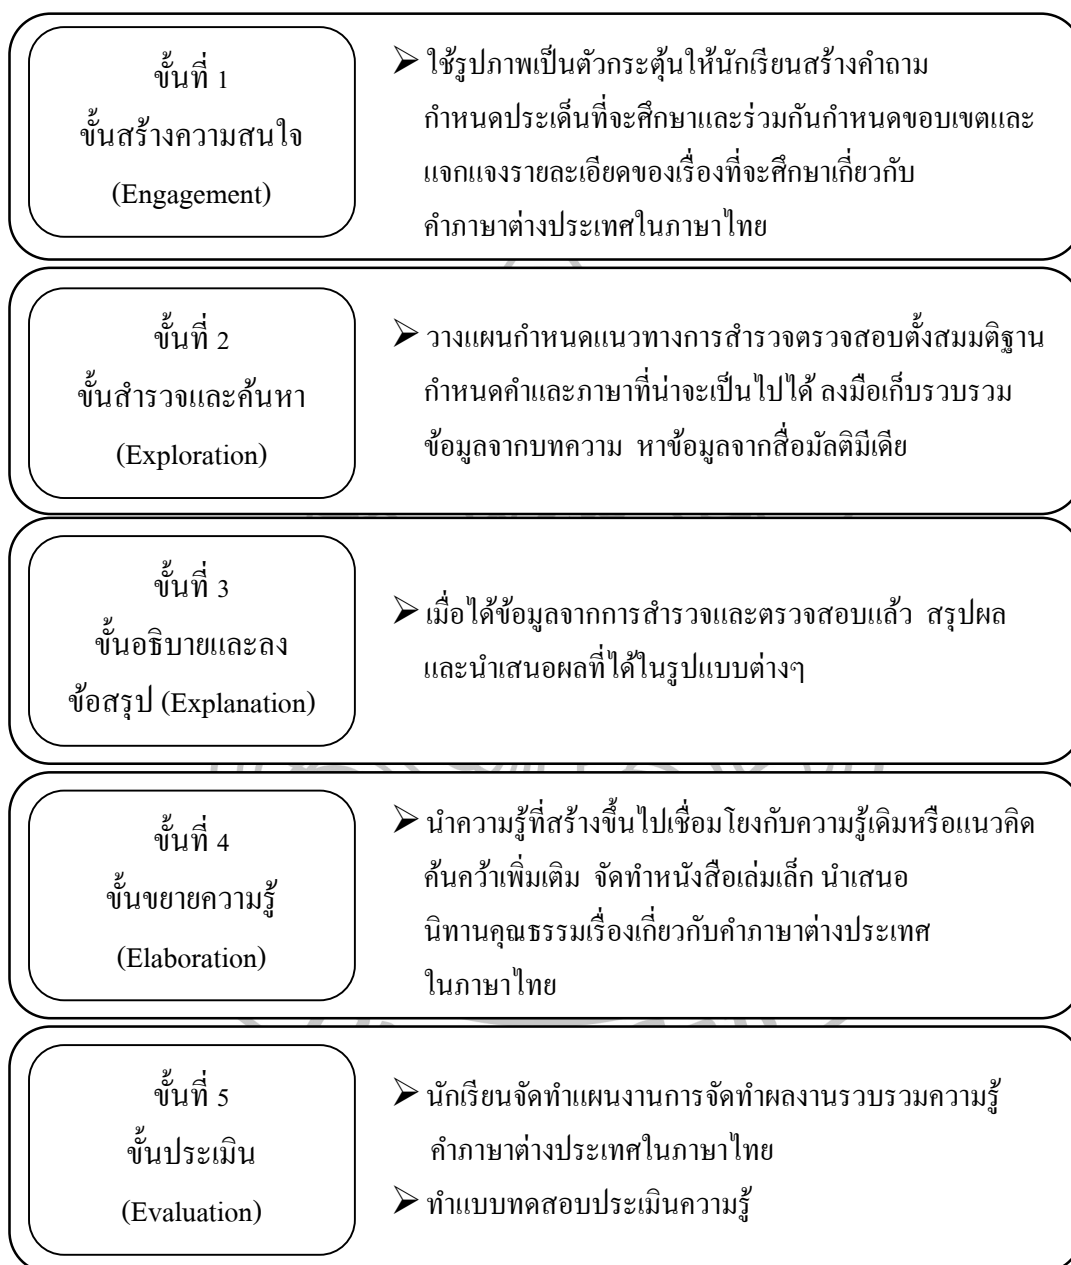 ขั้นที่ 1
ขั้นสร้างความสนใจ
(Engagement)
➢ ใช้รูปภาพเป็นตัวกระตุ้นให้นักเรียนสร้างคำถาม
กำหนดประเด็นที่จะศึกษาและร่วมกันกำหนดขอบเขตและ
แจกแจงรายละเอียดของเรื่องที่จะศึกษาเกี่ยวกับ
คำภาษาต่างประเทศในภาษาไทย
ขั้นที่ 2
ขั้นสำรวจและค้นหา
(Exploration)
➢ วางแผนกำหนดแนวทางการสำรวจตรวจสอบตั้งสมมติฐาน
กำหนดคำและภาษาที่น่าจะเป็นไปได้ ลงมือเก็บรวบรวม
ข้อมูลจากบทความ หาข้อมูลจากสื่อมัลติมีเดีย
ขั้นที่ 3
ขั้นอธิบายและลง
ข้อสรุป (Explanation)
➢ เมื่อได้ข้อมูลจากการสำรวจและตรวจสอบแล้ว สรุปผล
และนำเสนอผลที่ได้ในรูปแบบต่างๆ
ขั้นที่ 4
ขั้นขยายความรู้
(Elaboration)
➢ นำความรู้ที่สร้างขึ้นไปเชื่อมโยงกับความรู้เดิมหรือแนวคิด
ค้นคว้าเพิ่มเติม จัดทำหนังสือเล่มเล็ก นำเสนอ
นิทานคุณธรรมเรื่องเกี่ยวกับคำภาษาต่างประเทศ
ในภาษาไทย
ขั้นที่ 5
ขั้นประเมิน
(Evaluation)
➢ นักเรียนจัดทำแผนงานการจัดทำผลงานรวบรวมความรู้
คำภาษาต่างประเทศในภาษาไทย
➢ ทำแบบทดสอบประเมินความรู้